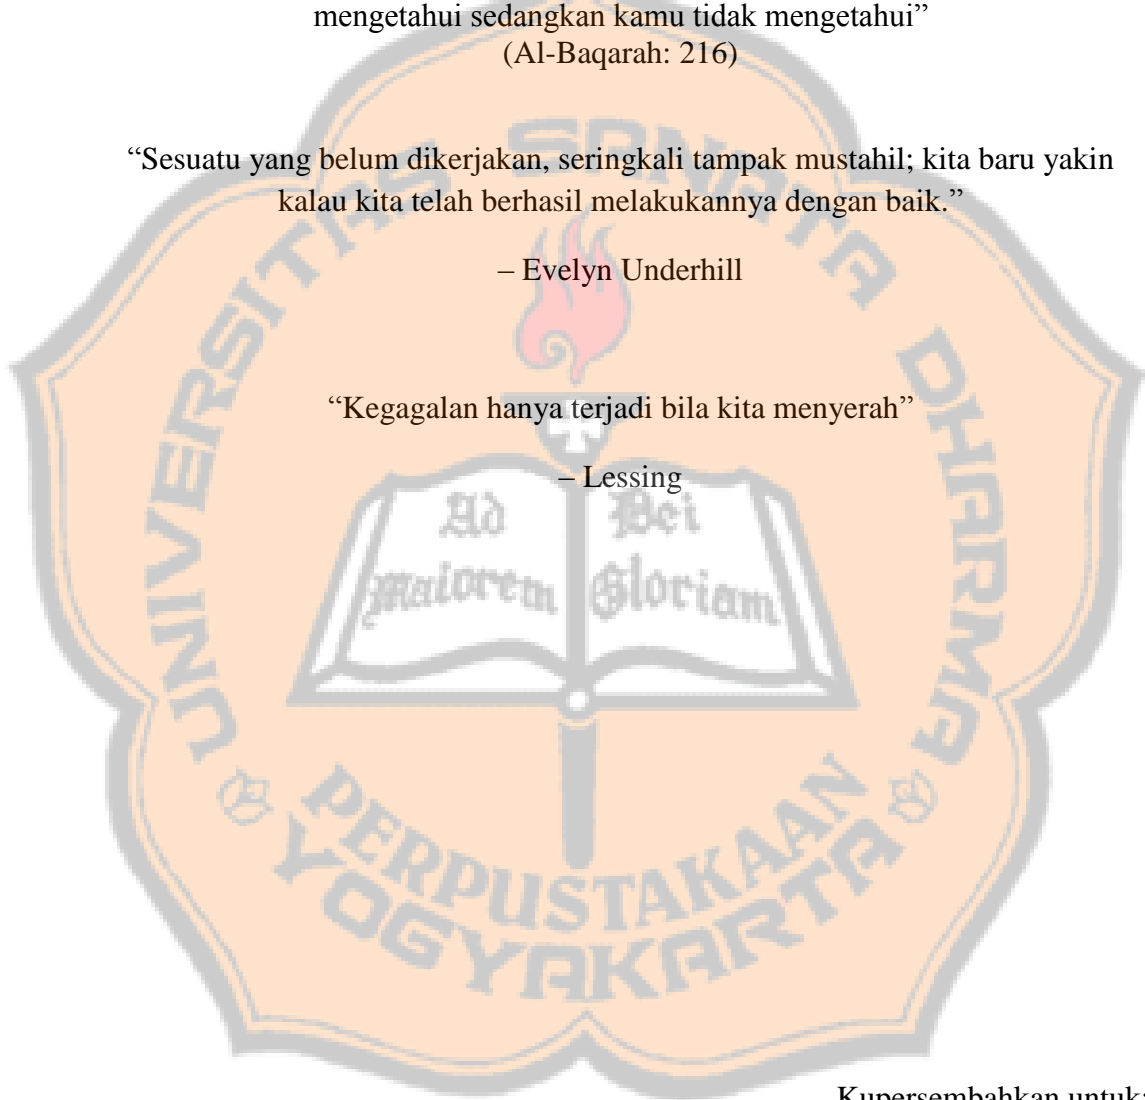 mengetahui sedangkan kamu tidak mengetahui”
(Al-Baqarah: 216)
“Sesuatu yang belum dikerjakan, seringkali tampak mustahil; kita baru yakin
kalau kita telah berhasil melakukannya dengan baik.”
– Evelyn Underhill
“Kegagalan hanya terjadi bila kita menyerah”
– Lessing
UNIVERSITAS SANATA DHARMA
Ad Dei
maiorem Gloriam
PERPUSTAKAAN
YOGYAKARTA